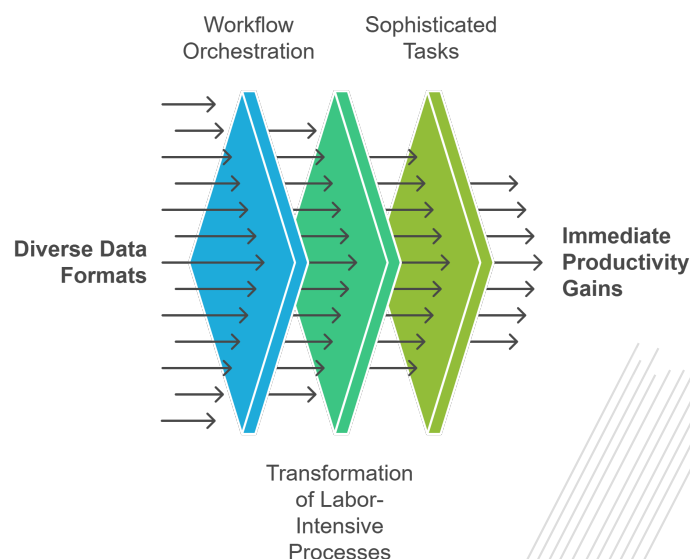 Workflow
Orchestration
Sophisticated
Tasks
Diverse Data
Formats
Immediate
Productivity
Gains
Transformation
of Labor-
Intensive
Processes